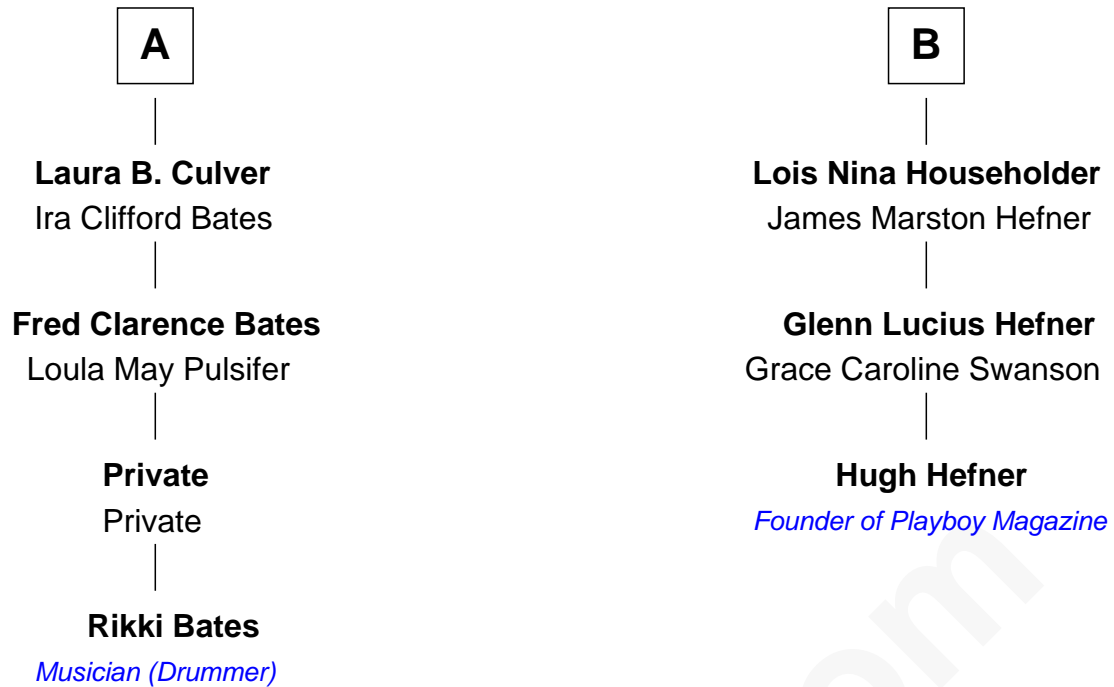 A
Laura B. Culver
Ira Clifford Bates
Fred Clarence Bates
Loula May Pulsifer
Private
Private
Rikki Bates
Musician (Drummer)
B
Lois Nina Householder
James Marston Hefner
Glenn Lucius Hefner
Grace Caroline Swanson
Hugh Hefner
Founder of Playboy Magazine